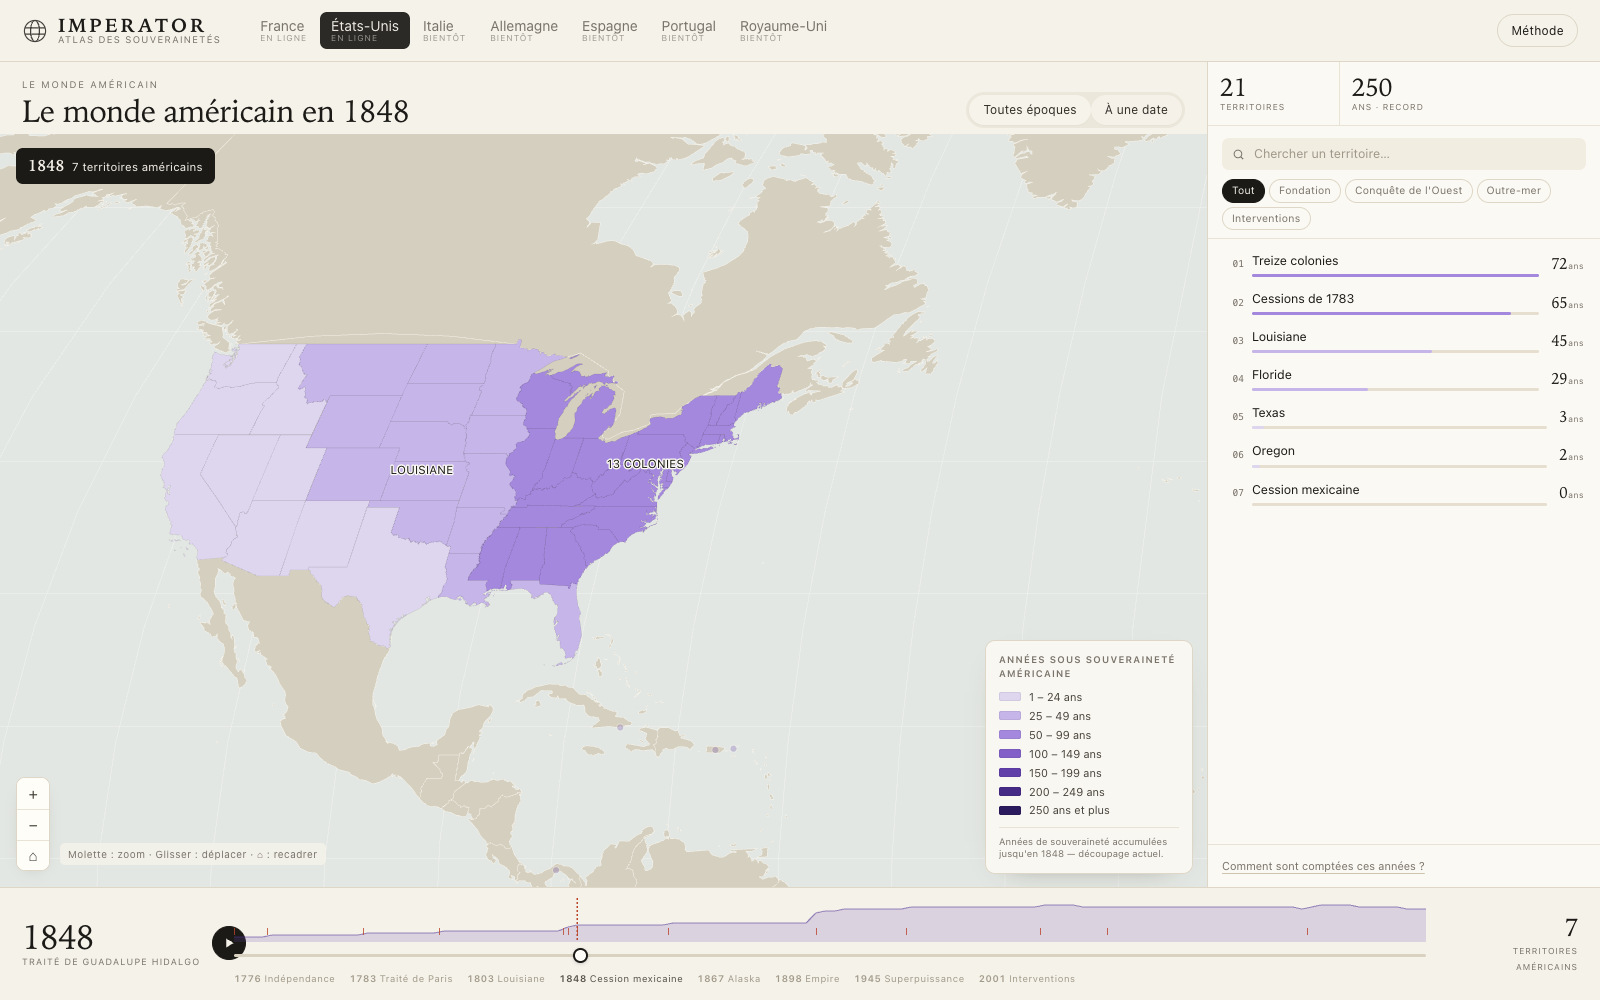 IMPERATOR
ATLAS DES SOUVERAINETÉS
France
EN LIGNE
États-Unis
EN LIGNE
Italie
BIENTÔT
Allemagne
BIENTÔT
Espagne
BIENTÔT
Portugal
BIENTÔT
Royaume-Uni
BIENTÔT
Méthode
LE MONDE AMÉRICAIN
Le monde américain en 1848
Toutes époques
À une date
1848 7 territoires américains
LOUISIANE
13 COLONIES
ANNÉES SOUS SOUVERAINETÉ
AMÉRICAINE
1 – 24 ans
25 – 49 ans
50 – 99 ans
100 – 149 ans
150 – 199 ans
200 – 249 ans
250 ans et plus
Années de souveraineté accumulées
jusqu'en 1848 — découpage actuel.
+
−
⌂
Molette : zoom · Glisser : déplacer · ⌂ : recadrer
21
TERRITOIRES
250
ANS · RECORD
Chercher un territoire...
Tout
Fondation
Conquête de l'Ouest
Outre-mer
Interventions
01 Treize colonies 72 ans
02 Cessions de 1783 65 ans
03 Louisiane 45 ans
04 Floride 29 ans
05 Texas 3 ans
06 Oregon 2 ans
07 Cession mexicaine 0 ans
Comment sont comptées ces années ?
1848
TRAITÉ DE GUADALUPE HIDALGO
1776 Indépendance 1783 Traité de Paris 1803 Louisiane 1848 Cession mexicaine 1867 Alaska 1898 Empire 1945 Superpuissance 2001 Interventions
7
TERRITOIRES
AMÉRICAINS